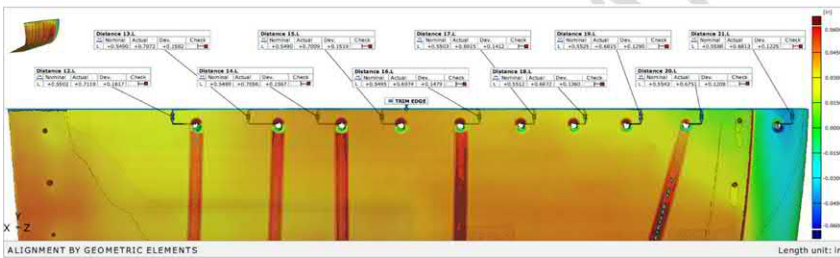 [in]
Distance 13.L
Nominal Actual Dev. Check
L +0.5490 +0.7072 +0.1582
Distance 15.L
Nominal Actual Dev. Check
L +0.5490 +0.7009 +0.1519
Distance 17.L
Nominal Actual Dev. Check
L +0.5503 +0.6915 +0.1412
Distance 19.L
Nominal Actual Dev. Check
L +0.5525 +0.6815 +0.1290
Distance 21.L
Nominal Actual Dev. Check
L +0.5588 +0.6813 +0.1225
Distance 12.L
Nominal Actual Dev. Check
L +0.5502 +0.7119 +0.1617
Distance 14.L
Nominal Actual Dev. Check
L +0.5489 +0.7056 +0.1567
Distance 16.L
Nominal Actual Dev. Check
L +0.5495 +0.6974 +0.1479
Distance 18.L
Nominal Actual Dev. Check
L +0.5512 +0.6872 +0.1360
Distance 20.L
Nominal Actual Dev. Check
TRIM EDGE
Y
X Z
ALIGNMENT BY GEOMETRIC ELEMENTS
Length unit: in